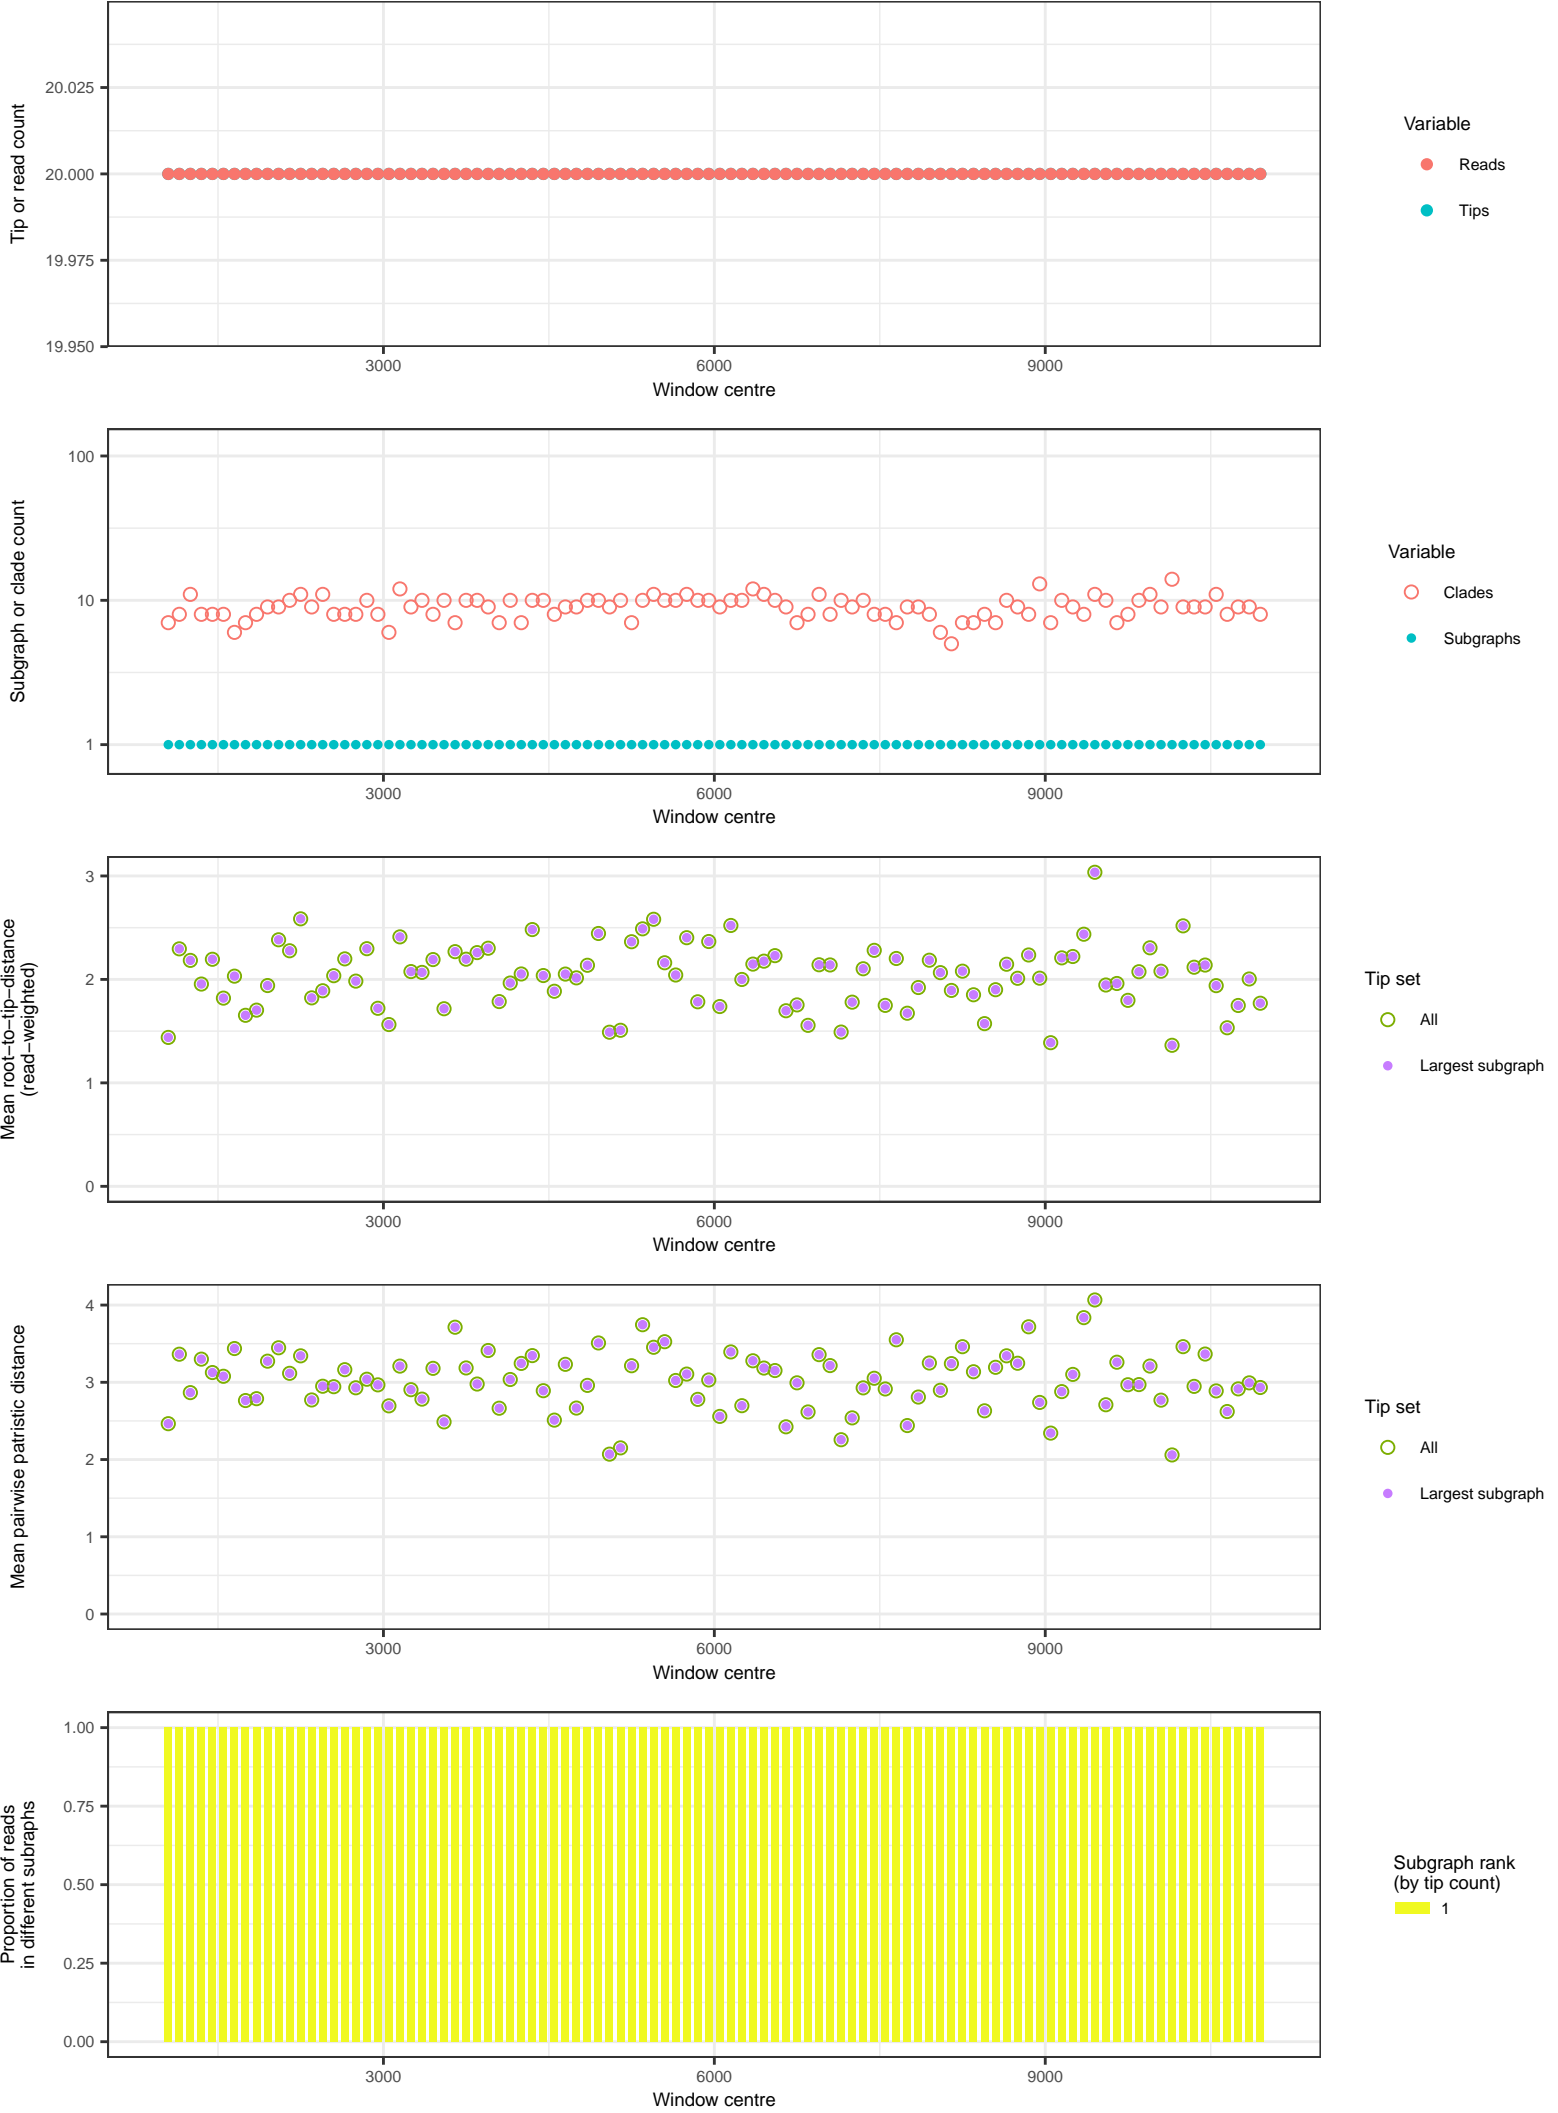 20.025
20.000
19.975
19.950
Tip or read count
3000 6000 9000
Window centre
Variable
Reads
Tips
100
10
1
Subgraph or clade count
3000 6000 9000
Window centre
Variable
Clades
Subgraphs
3
2
1
0
Mean root−to−tip−distance
(read−weighted)
3000 6000 9000
Window centre
Tip set
All
Largest subgraph
4
3
2
1
0
Mean pairwise patristic distance
3000 6000 9000
Window centre
Tip set
All
Largest subgraph
1.00
0.75
0.50
0.25
0.00
Proportion of reads
in different subraphs
3000 6000 9000
Window centre
Subgraph rank
(by tip count)
1